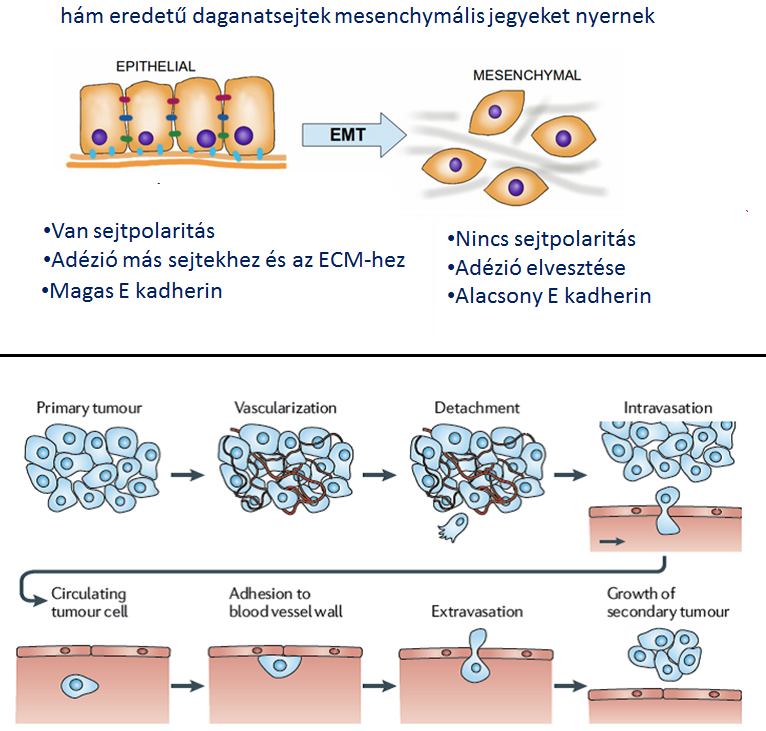 hám eredetű daganatsejtek mesenchymális jegyeket nyernek
EPITHELIAL
EMT
MESENCHYMAL
•Van sejtpolaritás
•Adézió más sejtekhez és az ECM-hez
•Magas E kadherin
•Nincs sejtpolaritás
•Adézió elvesztése
•Alacsony E kadherin
Primary tumour
Vascularization
Detachment
Intravasation
Circulating
tumour cell
Adhesion to
blood vessel wall
Extravasation
Growth of
secondary tumour